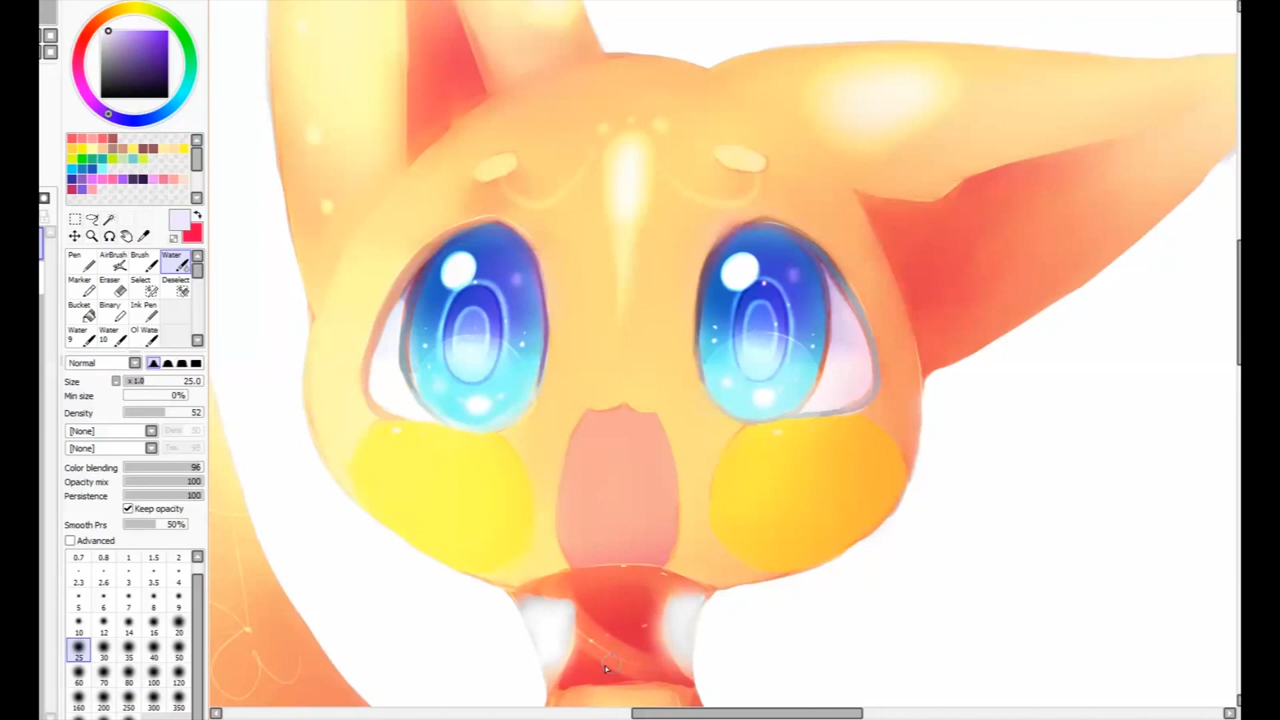 Pen AirBrush Brush Water
Marker Eraser Select Deselect
Bucket Binary Ink Pen
Water 9 Water 10 Ol Wate
Normal
Size x 1.0 25.0
Min size 0%
Density 52
[None]
[None]
Color blending 96
Opacity mix 100
Persistence 100
Keep opacity
Smooth Prs 50%
Advanced
0.7 0.8 1 1.5 2
2.3 2.6 3 3.5 4
5 6 7 8 9
10 12 14 16 20
25 30 35 40 50
60 70 80 100 120
160 200 250 300 350